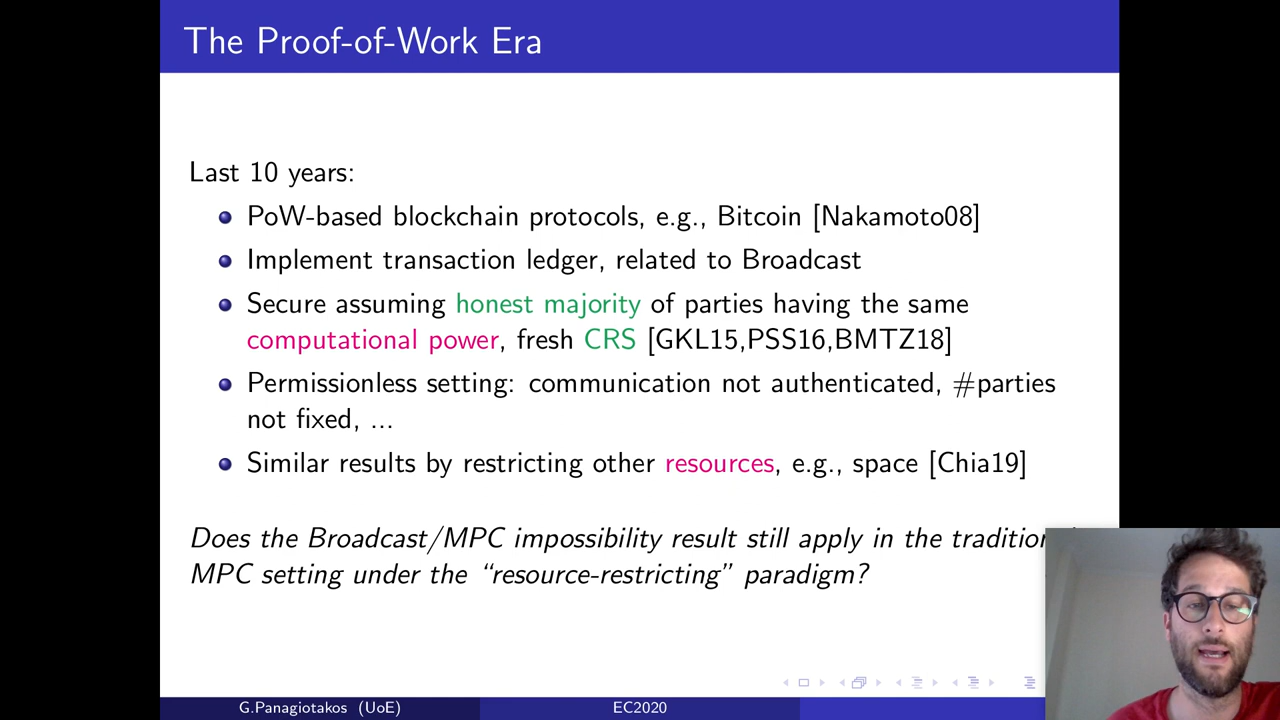 The Proof-of-Work Era
Last 10 years:
PoW-based blockchain protocols, e.g., Bitcoin [Nakamoto08]
Implement transaction ledger, related to Broadcast
Secure assuming honest majority of parties having the same
computational power, fresh CRS [GKL15,PSS16,BMTZ18]
Permissionless setting: communication not authenticated, #parties
not fixed, ...
Similar results by restricting other resources, e.g., space [Chia19]
Does the Broadcast/MPC impossibility result still apply in the
MPC setting under the “resource-restricting” paradigm?
G.Panagiotakos (UoE)
EC2020